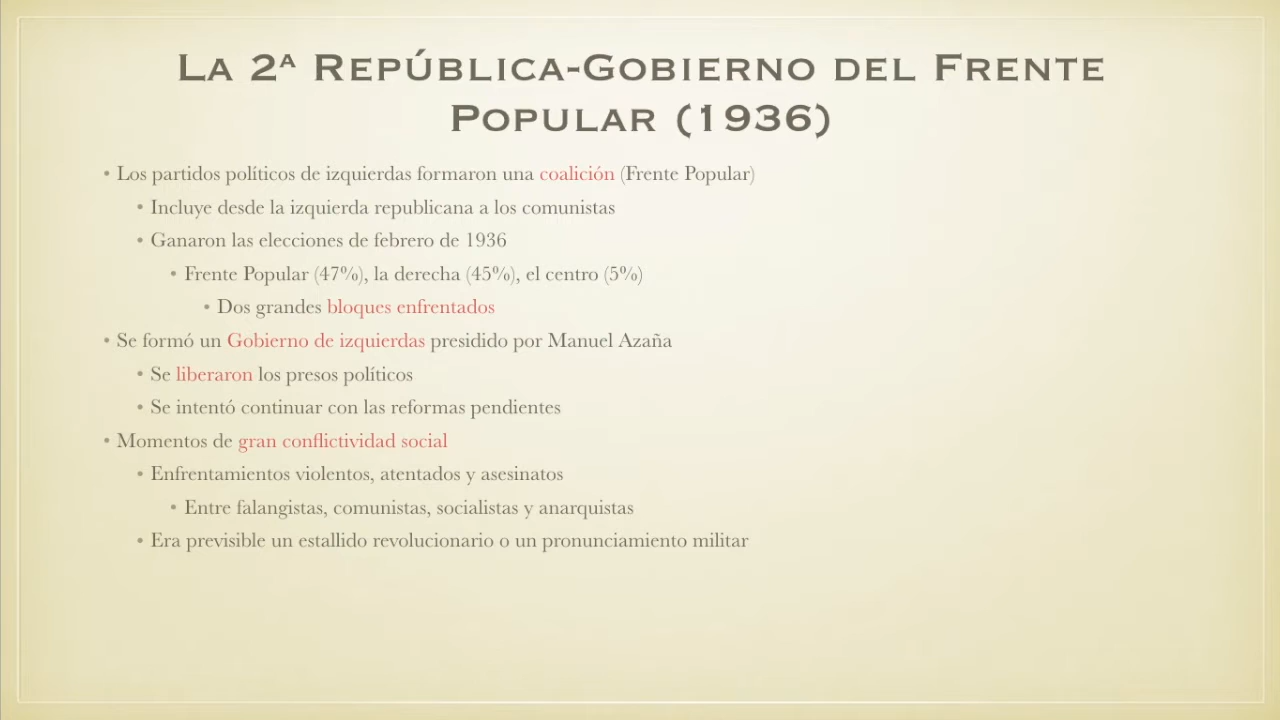 La 2ª República-Gobierno del Frente
Popular (1936)
• Los partidos políticos de izquierdas formaron una coalición (Frente Popular)
• Incluye desde la izquierda republicana a los comunistas
• Ganaron las elecciones de febrero de 1936
• Frente Popular (47%), la derecha (45%), el centro (5%)
• Dos grandes bloques enfrentados
• Se formó un Gobierno de izquierdas presidido por Manuel Azaña
• Se liberaron los presos políticos
• Se intentó continuar con las reformas pendientes
• Momentos de gran conflictividad social
• Enfrentamientos violentos, atentados y asesinatos
• Entre falangistas, comunistas, socialistas y anarquistas
• Era previsible un estallido revolucionario o un pronunciamiento militar